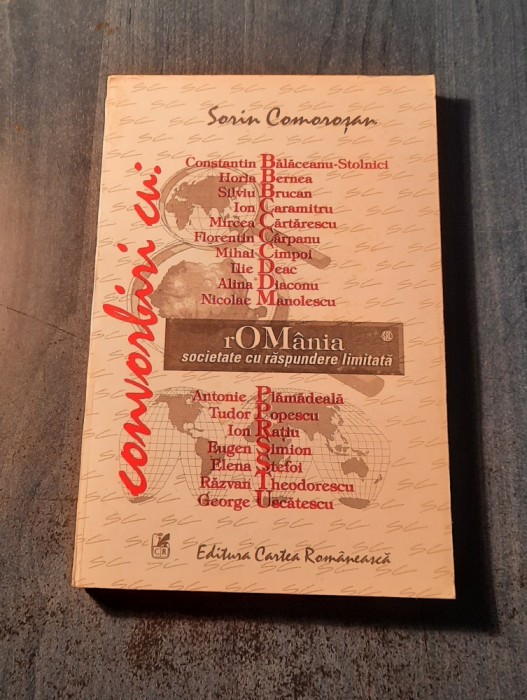 Sorin Comoroșan
convorbiri cu:
Constantin Bălăceanu-Stolnici
Horia Bernea
Silviu Brucan
Ion Caramitru
Mircea Cărtărescu
Florentin Cârpanu
Mihai Cimpoi
Ilie Deac
Alina Diaconu
Nicolae Manolescu
rOMânia
societate cu răspundere limitată
Antonie Plămădeală
Tudor Popescu
Ion Rațiu
Eugen Simion
Elena Ștefoi
Răzvan Theodorescu
George Uscătescu
CR
Editura Cartea Românească